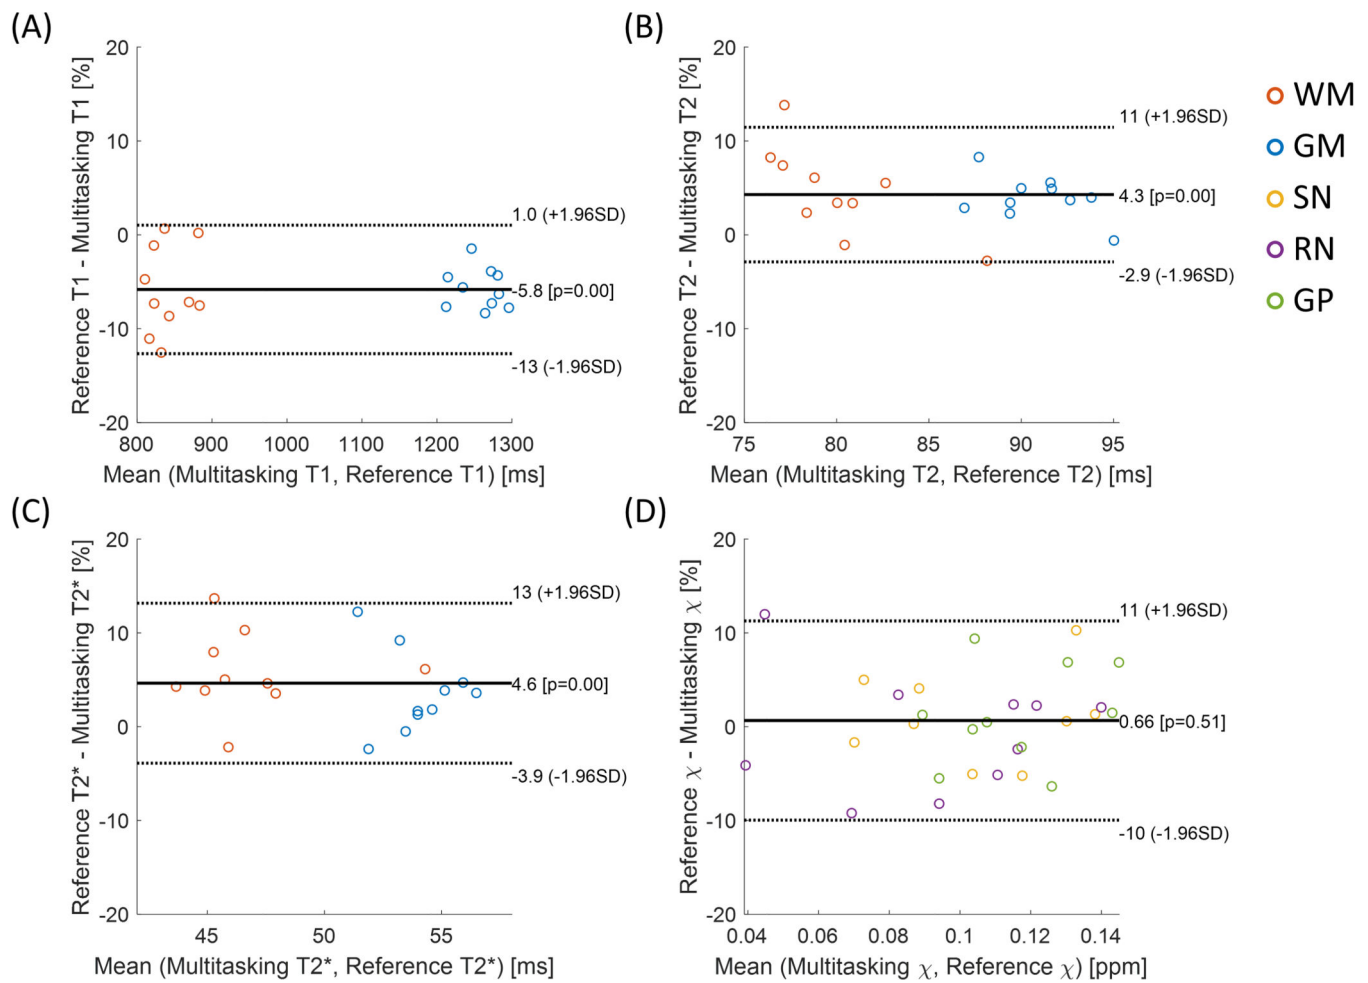 (A)
20
10
0
-10
-20
Reference T1 - Multitasking T1 [%]
1.0 (+1.96SD)
-5.8 [p=0.00]
-13 (-1.96SD)
800 900 1000 1100 1200 1300
Mean (Multitasking T1, Reference T1) [ms]
(B)
20
10
0
-10
-20
Reference T2 - Multitasking T2 [%]
11 (+1.96SD)
4.3 [p=0.00]
-2.9 (-1.96SD)
75 80 85 90 95
Mean (Multitasking T2, Reference T2) [ms]
WM
GM
SN
RN
GP
(C)
20
10
0
-10
-20
Reference T2* - Multitasking T2* [%]
13 (+1.96SD)
4.6 [p=0.00]
-3.9 (-1.96SD)
45 50 55
Mean (Multitasking T2*, Reference T2*) [ms]
(D)
20
10
0
-10
-20
Reference χ - Multitasking χ [%]
11 (+1.96SD)
0.66 [p=0.51]
-10 (-1.96SD)
0.04 0.06 0.08 0.1 0.12 0.14
Mean (Multitasking χ, Reference χ) [ppm]